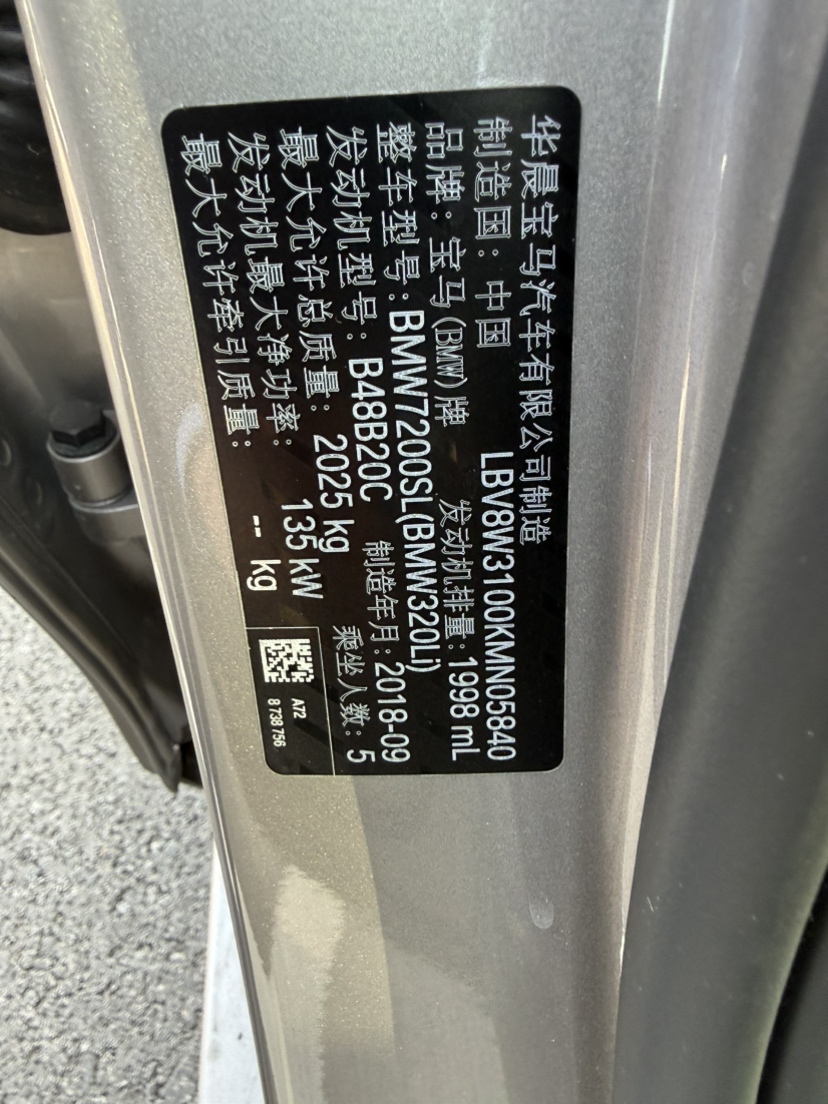 华晨宝马汽车有限公司制造
制造国：中国 LBV8W3100KMN05840
品牌：宝马(BMW)牌 发动机排量：1998 mL
整车型号：BMW7200SL(BMW320Li)
发动机型号：B48B20C 制造年月：2018-09
最大允许总质量：2025 kg 乘坐人数：5
发动机最大净功率：135 kW
最大允许牵引质量：-- kg
A72
8 738 756